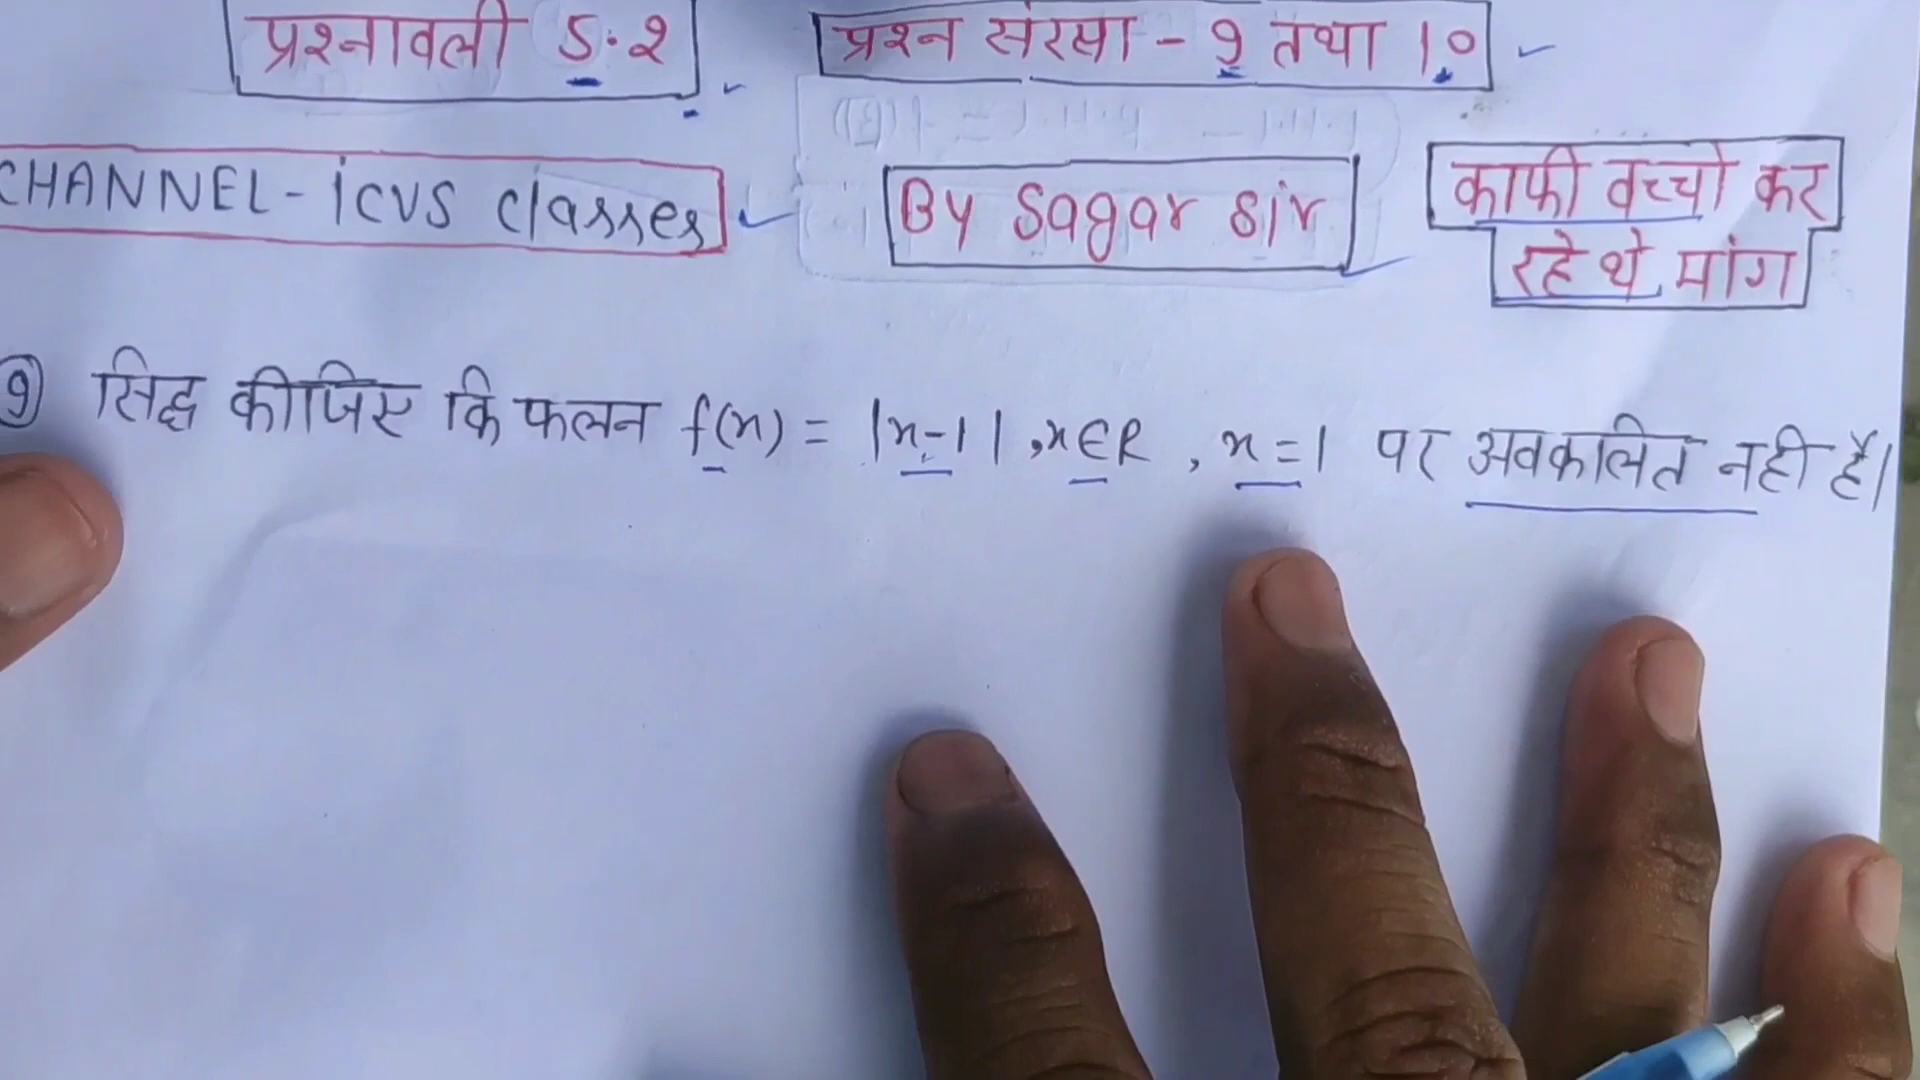 प्रश्नावली 5.2
प्रश्न संख्या - 9 तथा 10
CHANNEL - iCVS Classes
By Sagar Sir
काफी बच्चो कर
रहे थे मांग
9) सिद्ध कीजिए कि फलन f(x) = |x-1|, x∈R, x=1 पर अवकलित नही है।